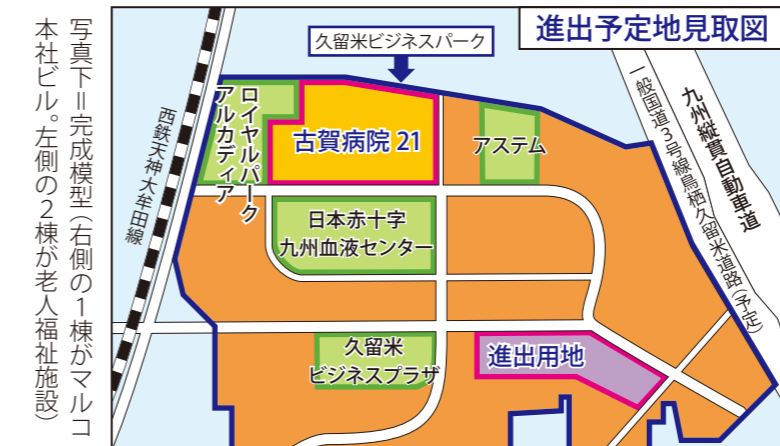 進出予定地見取図
久留米ビジネスパーク
写真下＝完成模型（右側の１棟がマルコ
本社ビル。左側の２棟が老人福祉施設）
西鉄天神大牟田線
ロイヤルパーク
アルカディア
古賀病院 21
アステム
一般国道３号線鳥栖久留米道路（予定）
九州縦貫自動車道
日本赤十字
九州血液センター
久留米
ビジネスプラザ
進出用地